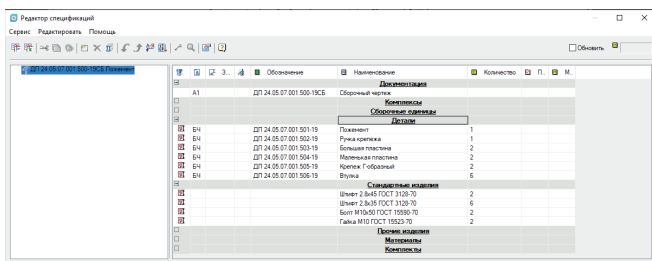 Редактор спецификаций
Сервис Редактировать Помощь
Обновить
ДП 24.05.07.001.500-19СБ Ложемент
З... Обозначение Наименование Количество П.. М..
Документация
А1 ДП 24.05.07.001.500-19СБ Сборочный чертеж
Комплексы
Сборочные единицы
Детали
БЧ ДП 24.05.07.001.501-19 Ложемент 1
БЧ ДП 24.05.07.001.502-19 Ручка крепежа 1
БЧ ДП 24.05.07.001.503-19 Большая пластина 2
БЧ ДП 24.05.07.001.504-19 Маленькая пластина 2
БЧ ДП 24.05.07.001.505-19 Крепеж Г-образный 2
БЧ ДП 24.05.07.001.506-19 Втулка 6
Стандартные изделия
Штифт 2.8x45 ГОСТ 3128-70 2
Штифт 2.8x35 ГОСТ 3128-70 6
Болт М10x50 ГОСТ 15590-70 2
Гайка М10 ГОСТ 15523-70 2
Прочие изделия
Материалы
Комплекты